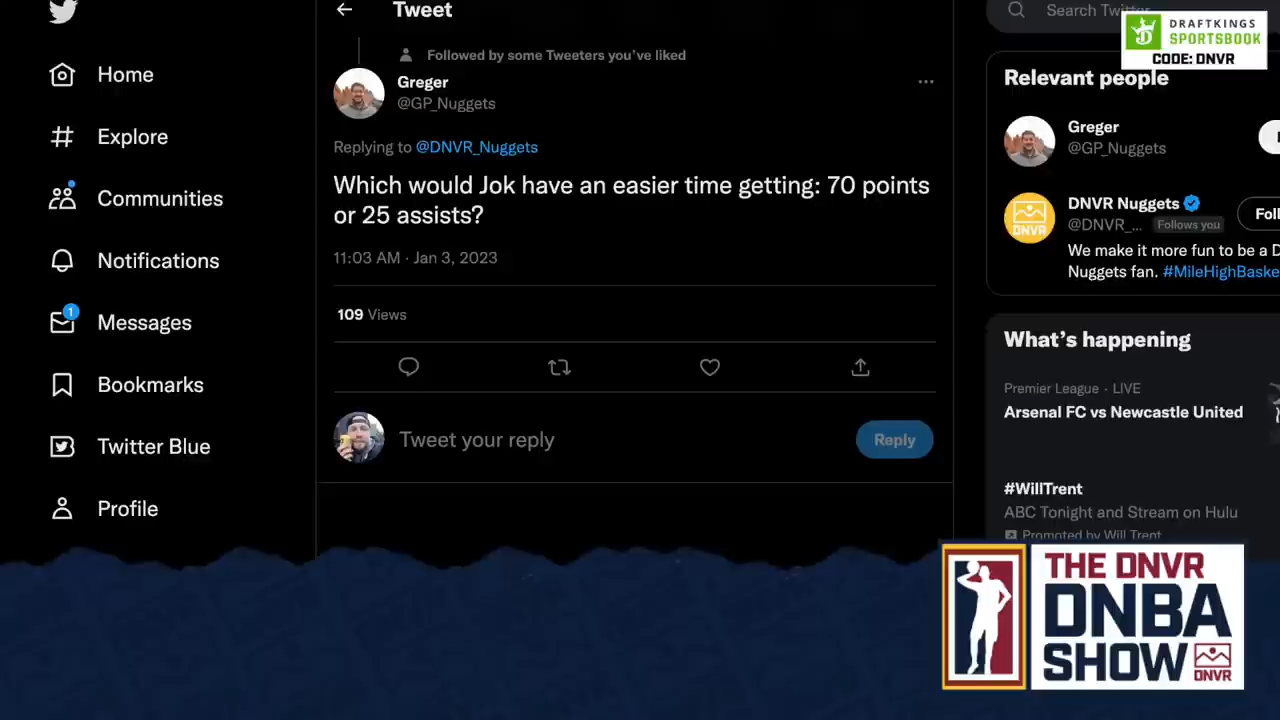 Home
Explore
Communities
Notifications
1
Messages
Bookmarks
Twitter Blue
Profile
Tweet
Followed by some Tweeters you've liked
Greger
@GP_Nuggets
Replying to @DNVR_Nuggets
Which would Jok have an easier time getting: 70 points
or 25 assists?
11:03 AM · Jan 3, 2023
109 Views
Tweet your reply
Reply
Search
DRAFTKINGS
SPORTSBOOK
CODE: DNVR
Relevant people
Greger
@GP_Nuggets
DNVR
DNVR Nuggets
@DNVR_... Follows you
Foll
We make it more fun to be a D
Nuggets fan. #MileHighBaske
What's happening
Premier League · LIVE
Arsenal FC vs Newcastle United
#WillTrent
ABC Tonight and Stream on Hulu
Promoted by Will Trent
THE DNVR
DNBA
SHOW
DNVR